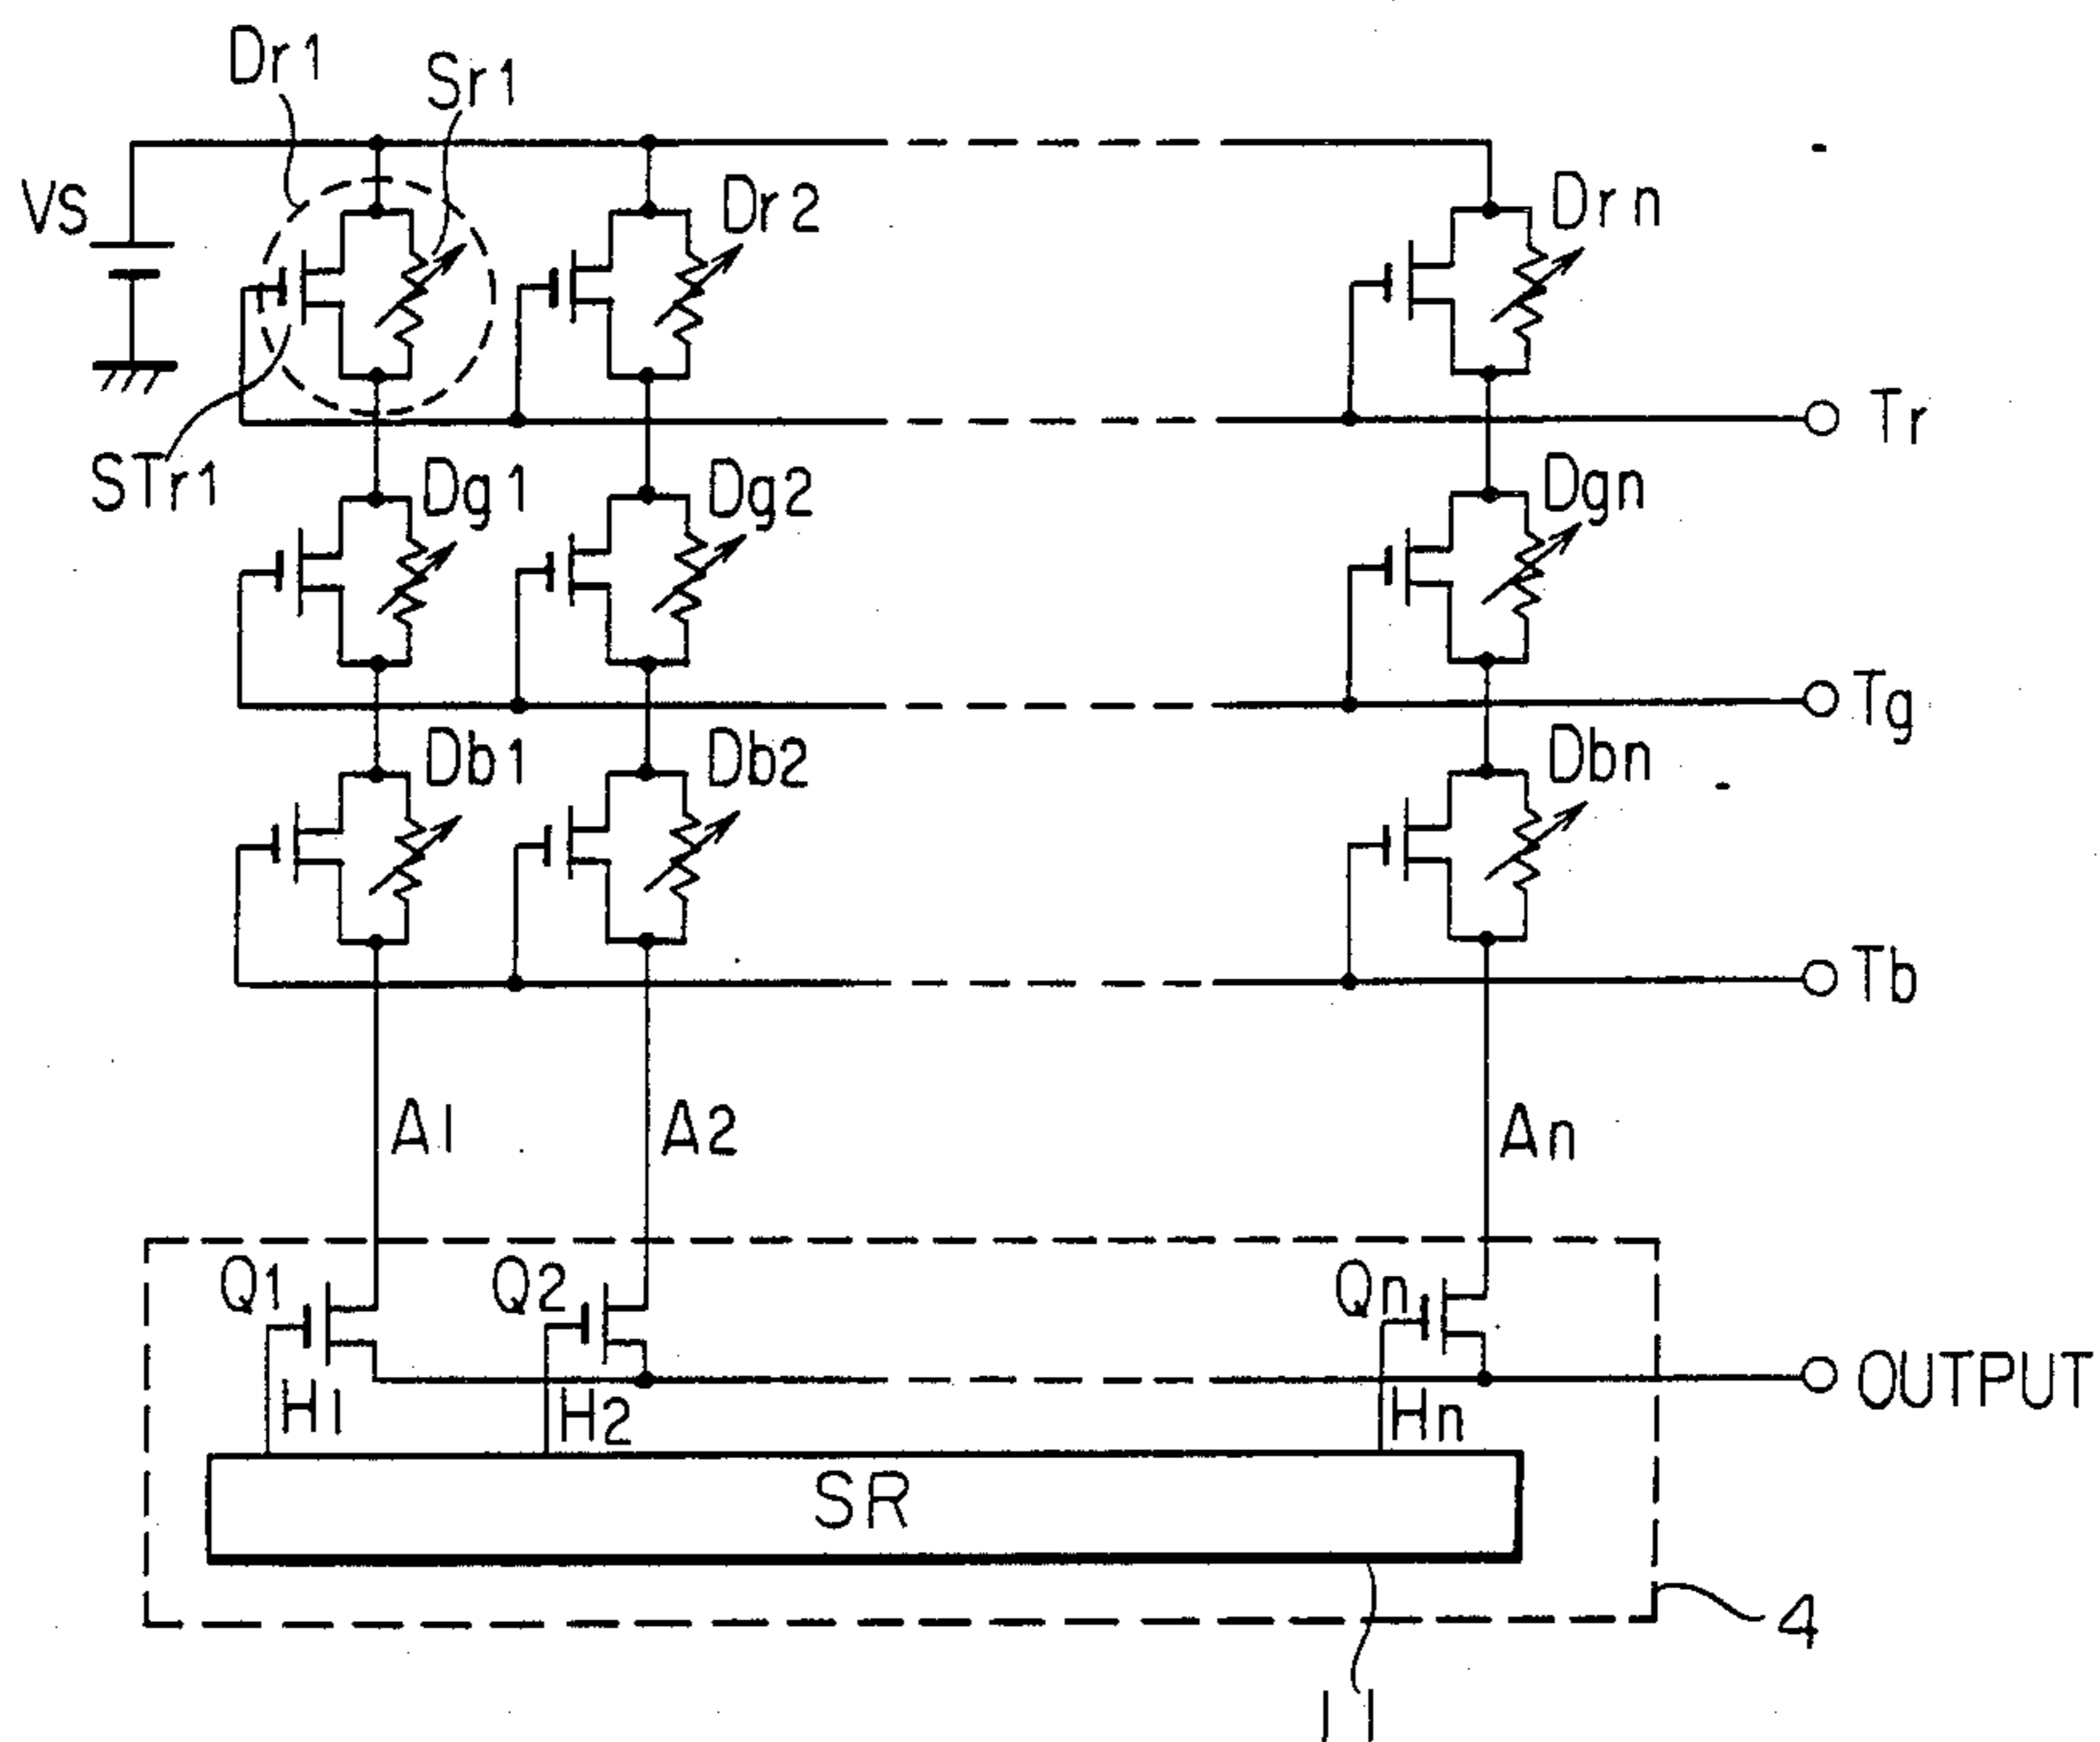 Dr1
Sr1
VS
Dr2
Drn
Tr
STr1
Dg1
Dg2
Dgn
Tg
Db1
Db2
Dbn
Tb
A1
A2
An
Q1
Q2
Qn
OUTPUT
H1
H2
Hn
SR
4
11